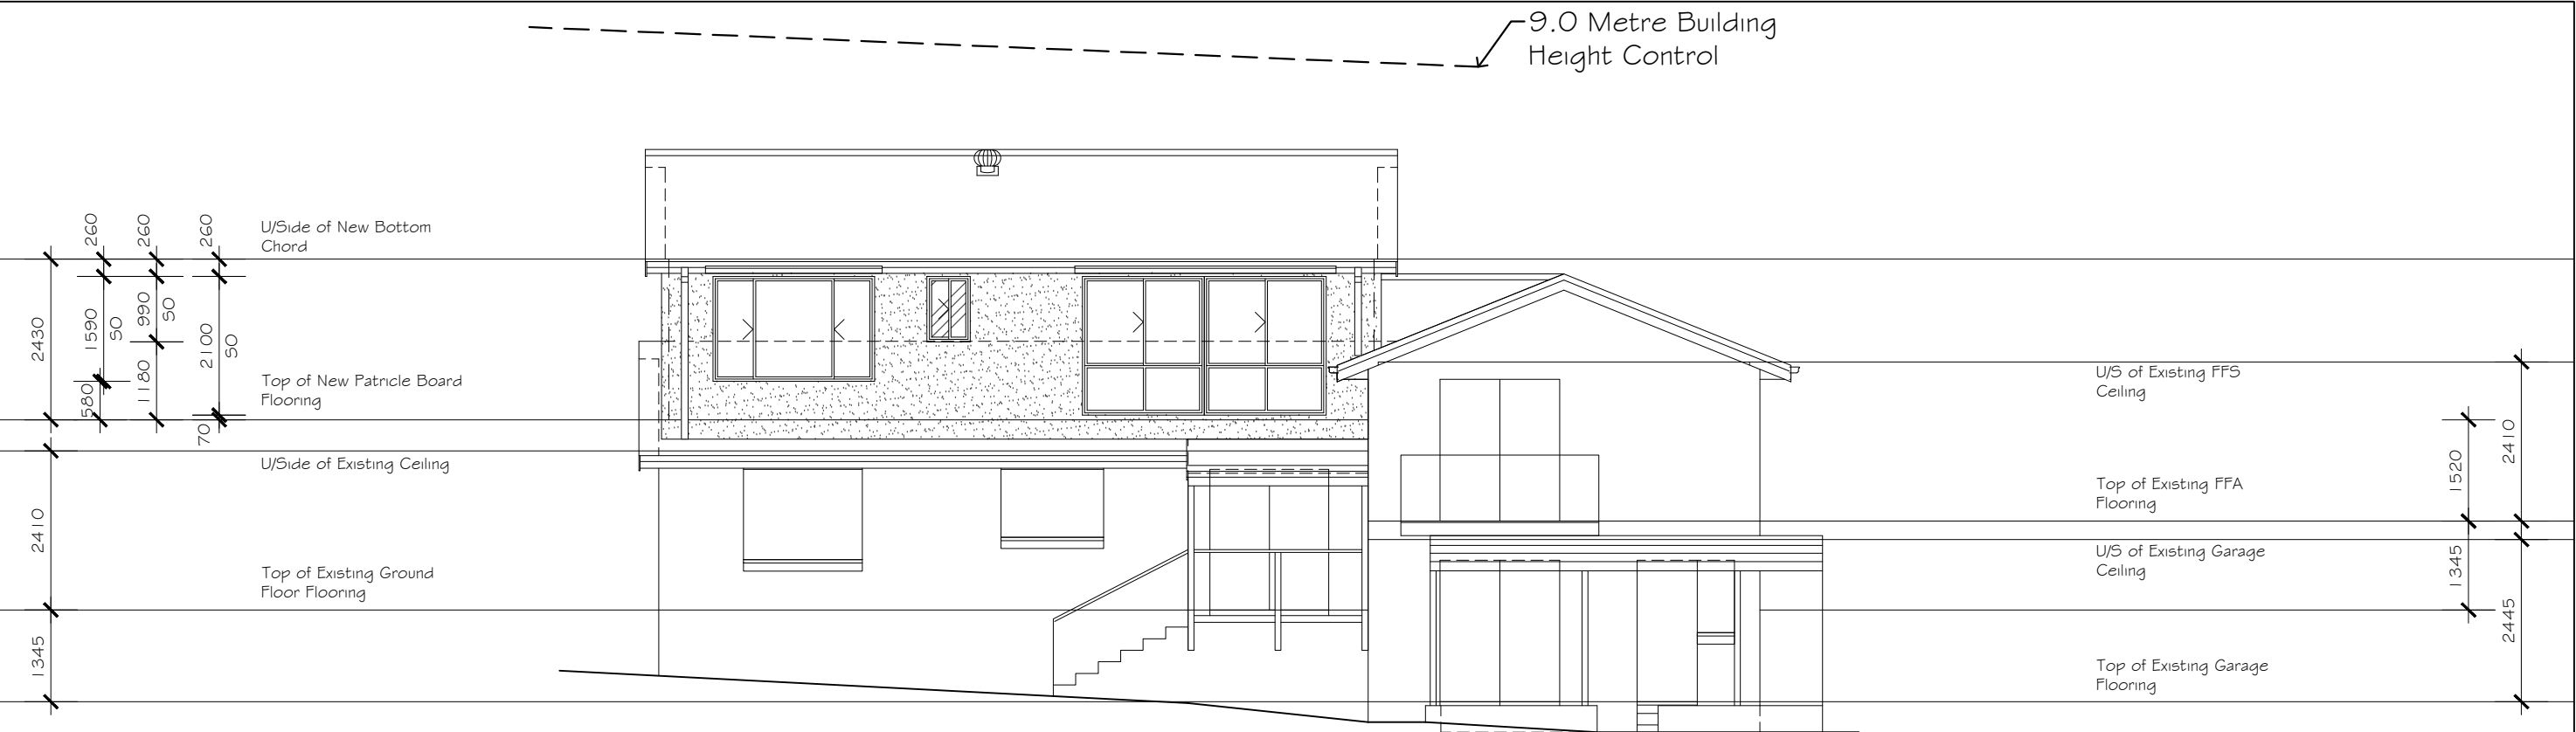 9.0 Metre Building
Height Control
U/Side of New Bottom
Chord
260
260
260
2430
1590
50
990
50
2100
50
580
1180
70
Top of New Patricle Board
Flooring
U/Side of Existing Ceiling
2410
Top of Existing Ground
Floor Flooring
1345
U/S of Existing FFS
Ceiling
2410
1520
Top of Existing FFA
Flooring
U/S of Existing Garage
Ceiling
1345
2445
Top of Existing Garage
Flooring